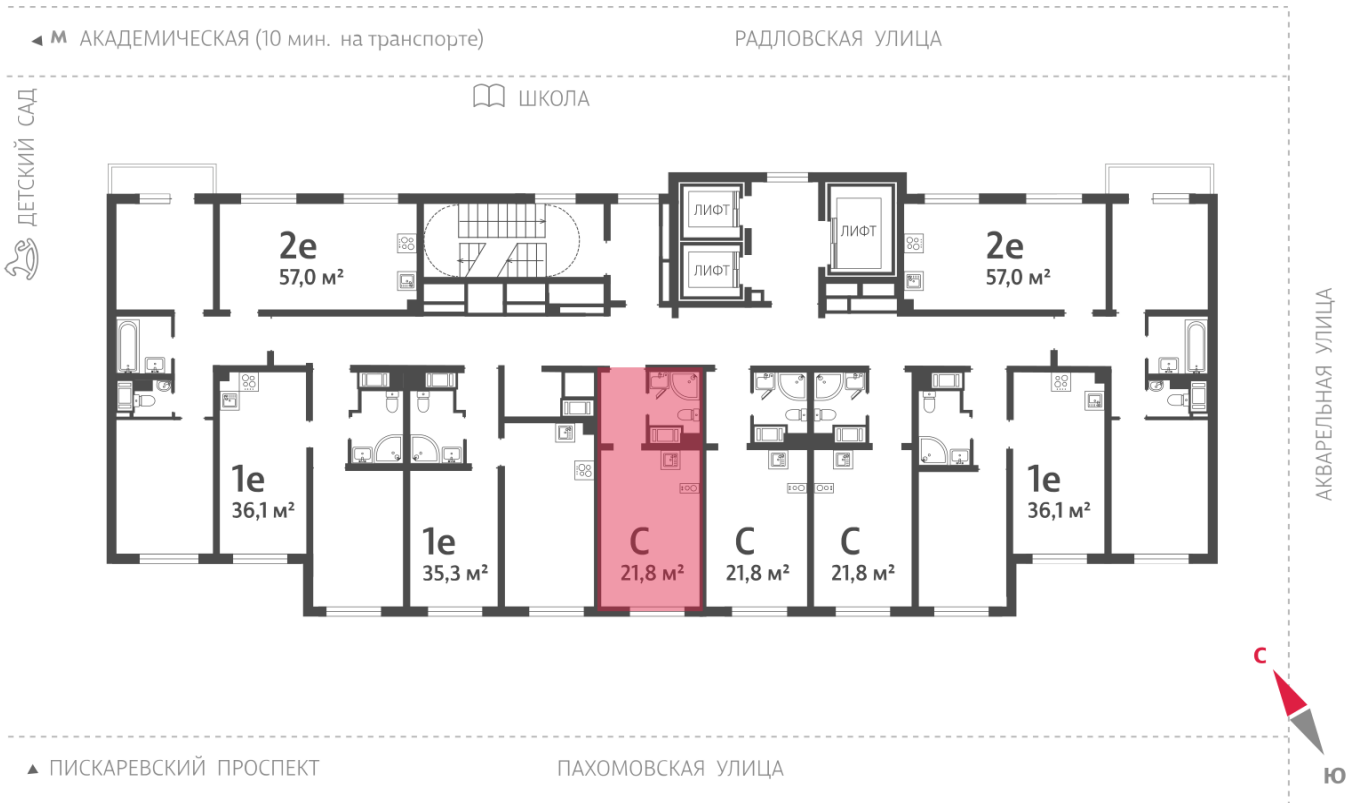 М АКАДЕМИЧЕСКАЯ (10 мин. на транспорте)
РАДЛОВСКАЯ УЛИЦА
ШКОЛА
ДЕТСКИЙ САД
ЛИФТ
ЛИФТ
ЛИФТ
2е
57,0 м²
2е
57,0 м²
АКВАРЕЛЬНАЯ УЛИЦА
1е
36,1 м²
1е
35,3 м²
С
21,8 м²
С
21,8 м²
С
21,8 м²
1е
36,1 м²
С
Ю
ПИСКАРЕВСКИЙ ПРОСПЕКТ
ПАХОМОВСКАЯ УЛИЦА